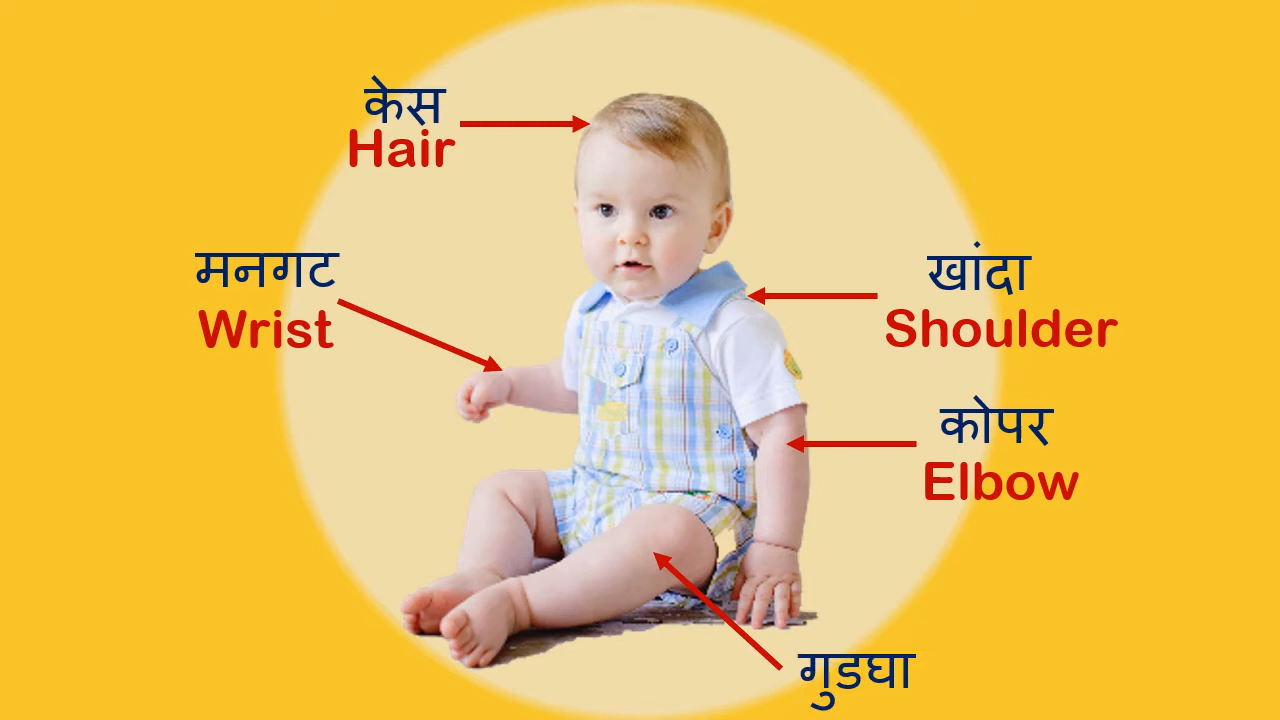 केस
Hair
मनगट
Wrist
खांदा
Shoulder
कोपर
Elbow
गुडघा